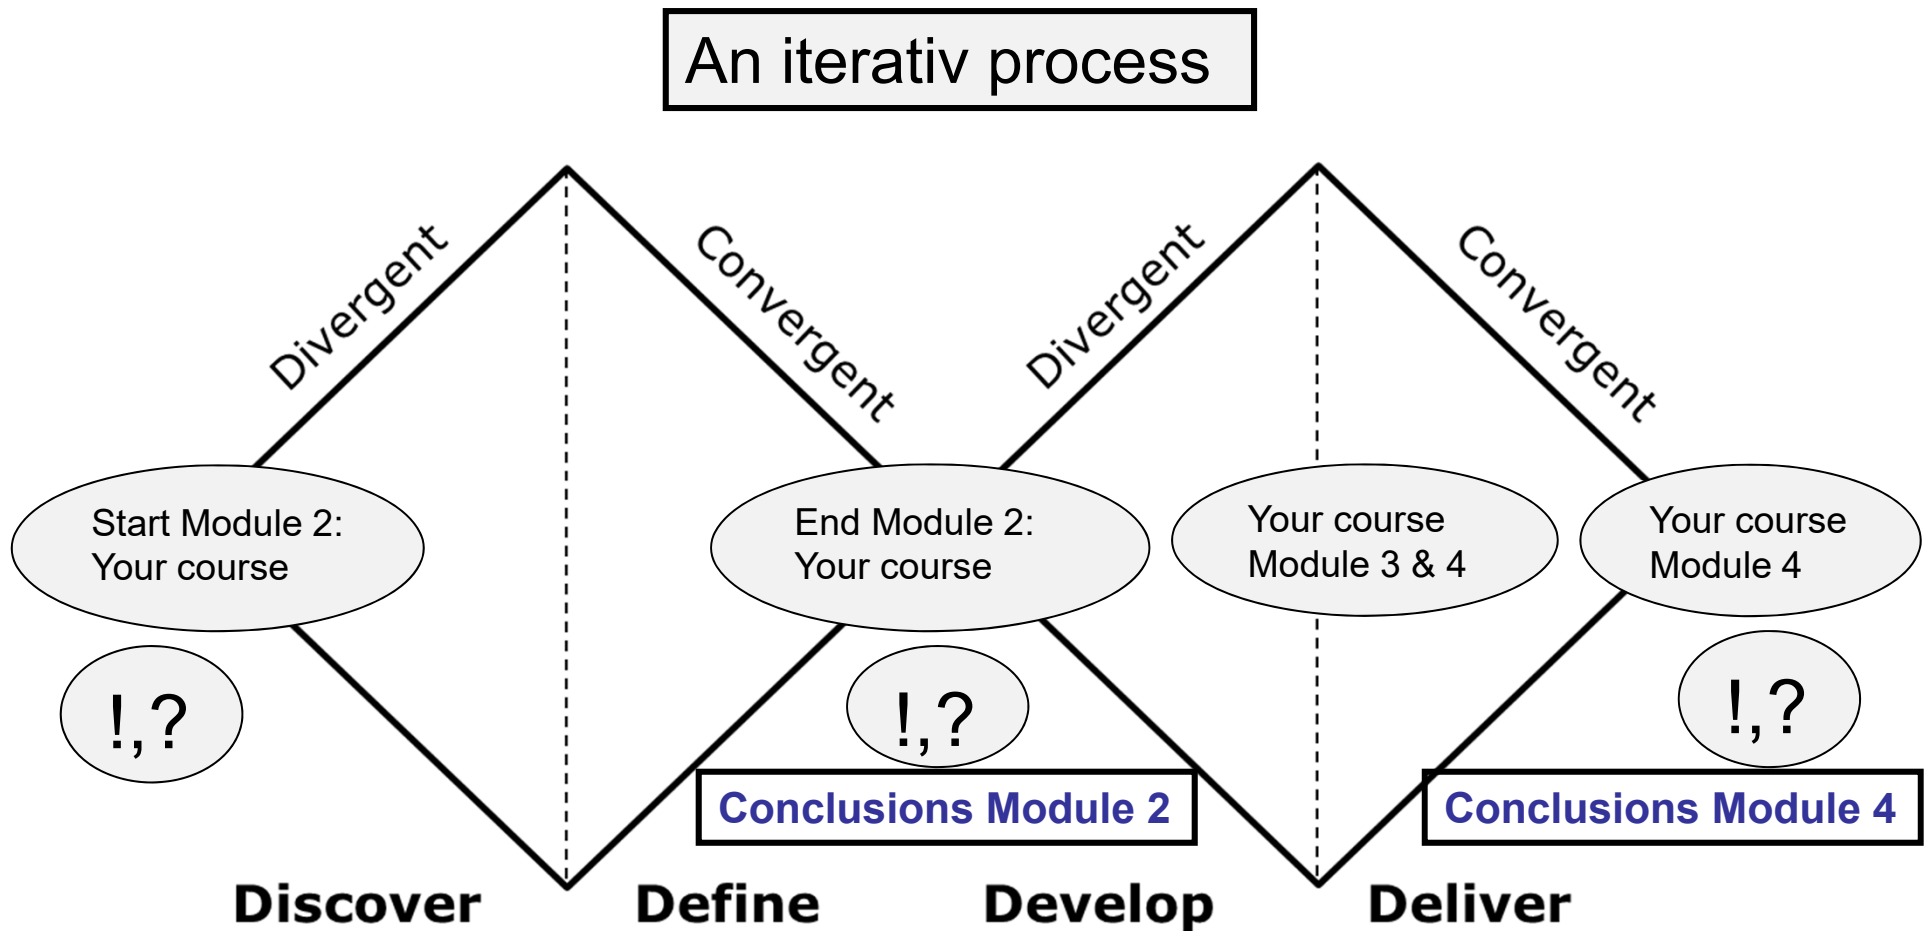 An iterativ process
Divergent
Convergent
Divergent
Convergent
Start Module 2:
Your course
End Module 2:
Your course
Your course
Module 3 & 4
Your course
Module 4
!,?
!,?
!,?
Conclusions Module 2
Conclusions Module 4
Discover
Define
Develop
Deliver